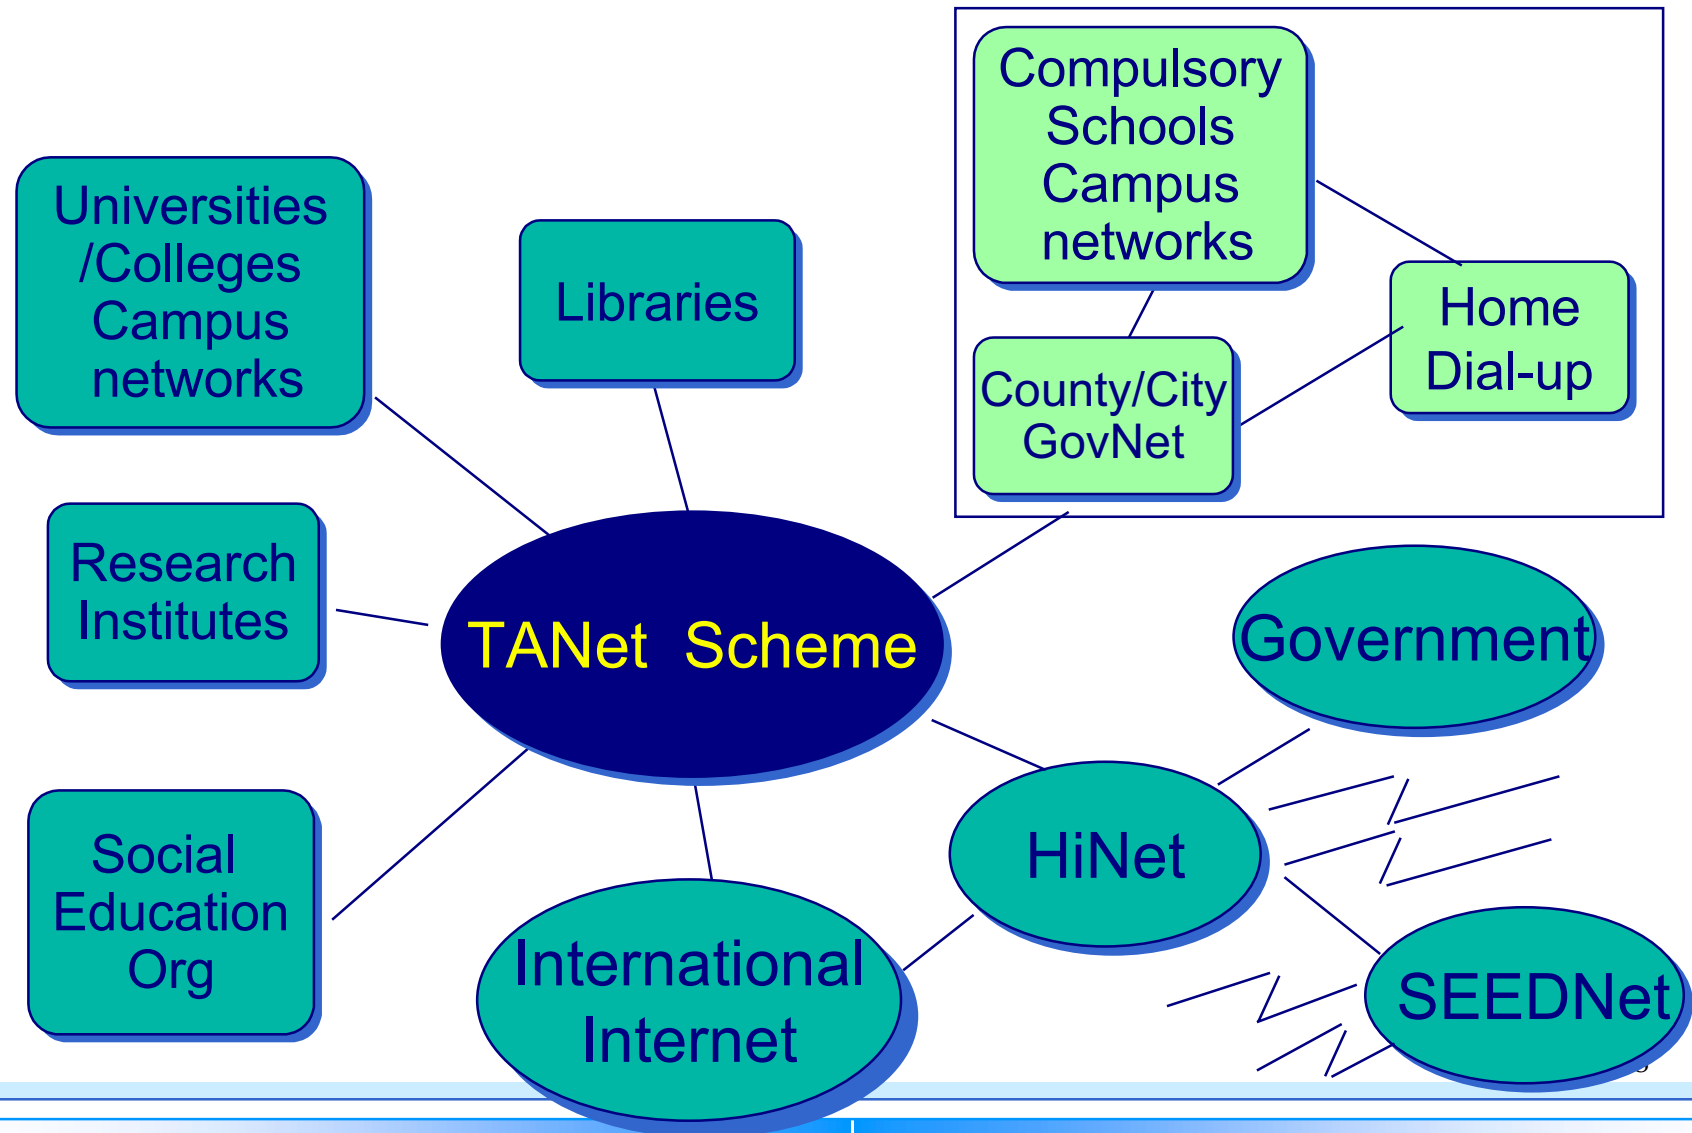 Compulsory
Schools
Campus
networks
Universities
/Colleges
Campus
networks
Libraries
Home
Dial-up
County/City
GovNet
Research
Institutes
TANet Scheme
Government
Social
Education
Org
HiNet
International
Internet
SEEDNet